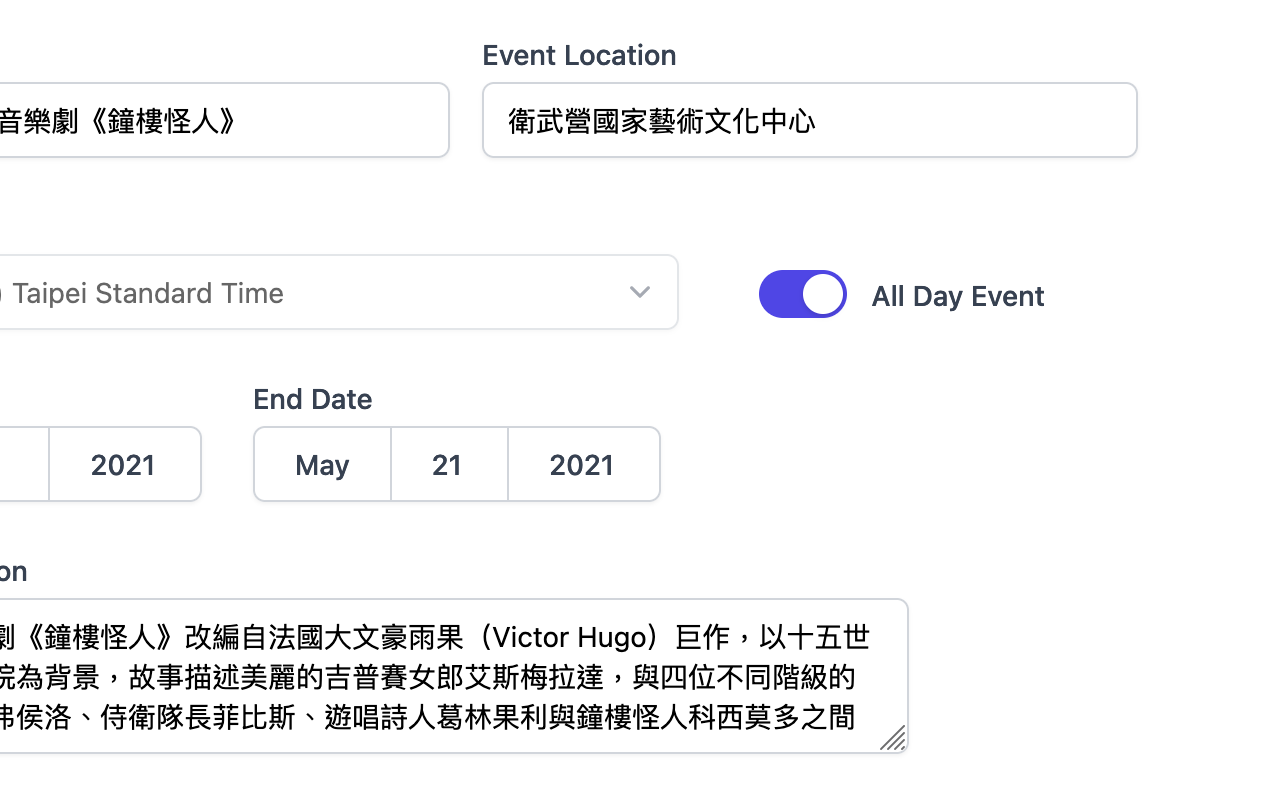 Event Location
音樂劇《鐘樓怪人》
衛武營國家藝術文化中心
) Taipei Standard Time
All Day Event
End Date
2021
May 21 2021
on
劇《鐘樓怪人》改編自法國大文豪雨果（Victor Hugo）巨作，以十五世
院為背景，故事描述美麗的吉普賽女郎艾斯梅拉達，與四位不同階級的
弗侯洛、侍衛隊長菲比斯、遊唱詩人葛林果利與鐘樓怪人科西莫多之間